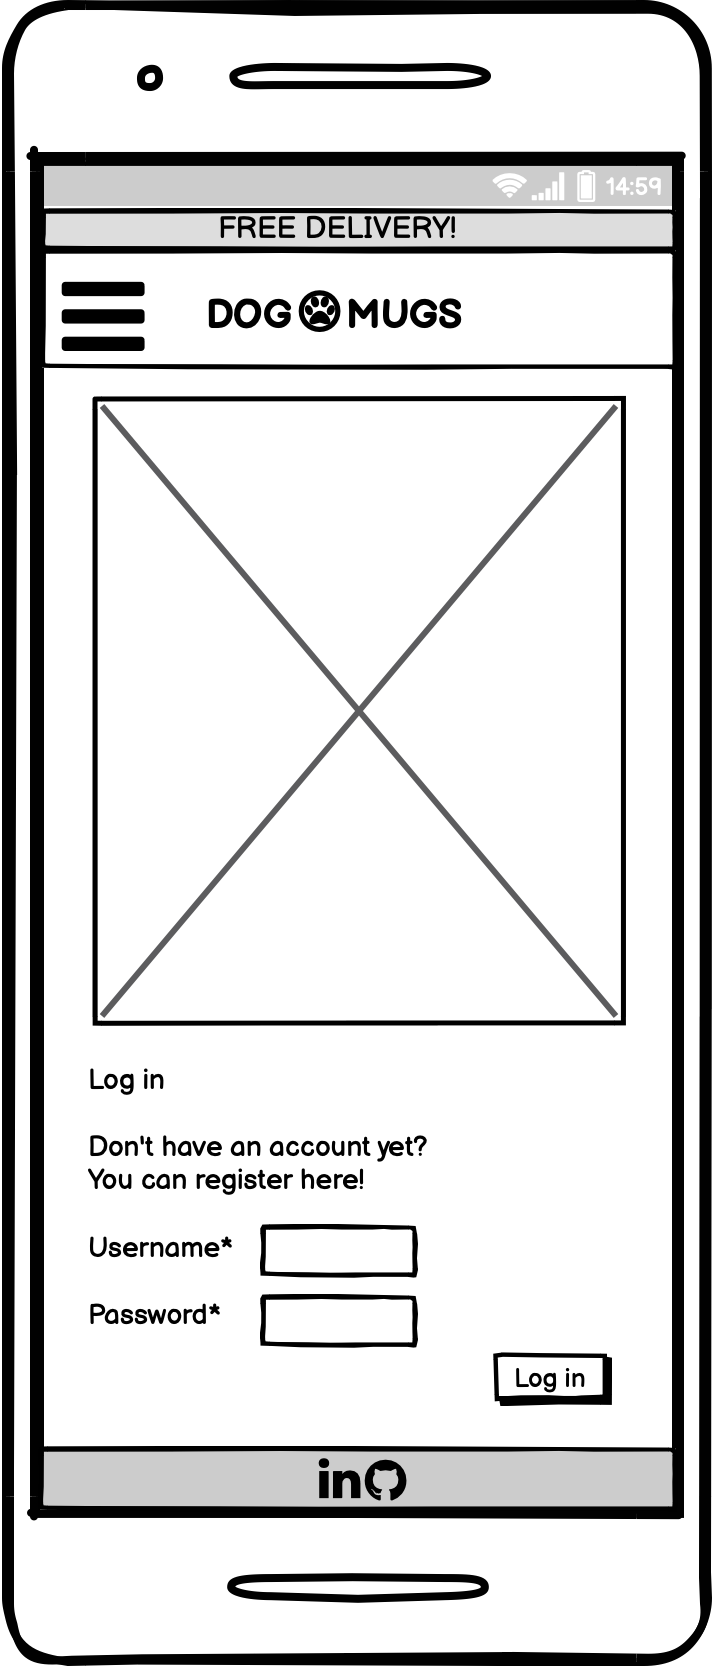 14:59
FREE DELIVERY!
DOG MUGS
Log in
Don't have an account yet?
You can register here!
Username*
Password*
Log in
in